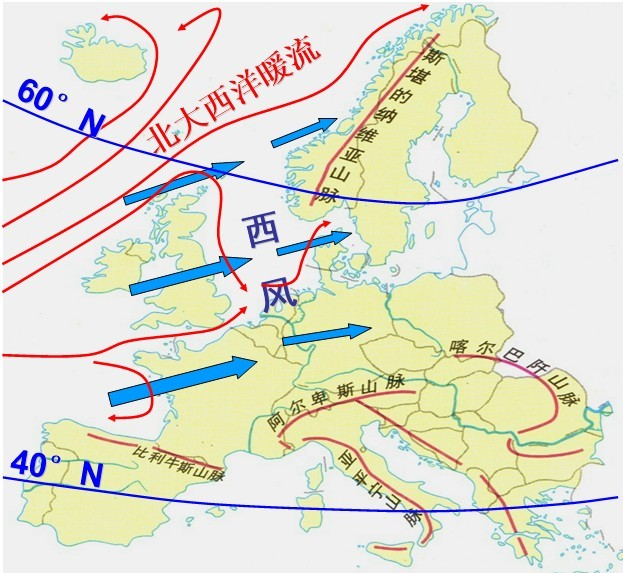 60° N
北大西洋暖流
斯堪的纳维亚山脉
西风
喀尔巴阡山脉
阿尔卑斯山脉
比利牛斯山脉
亚平宁山脉
40° N